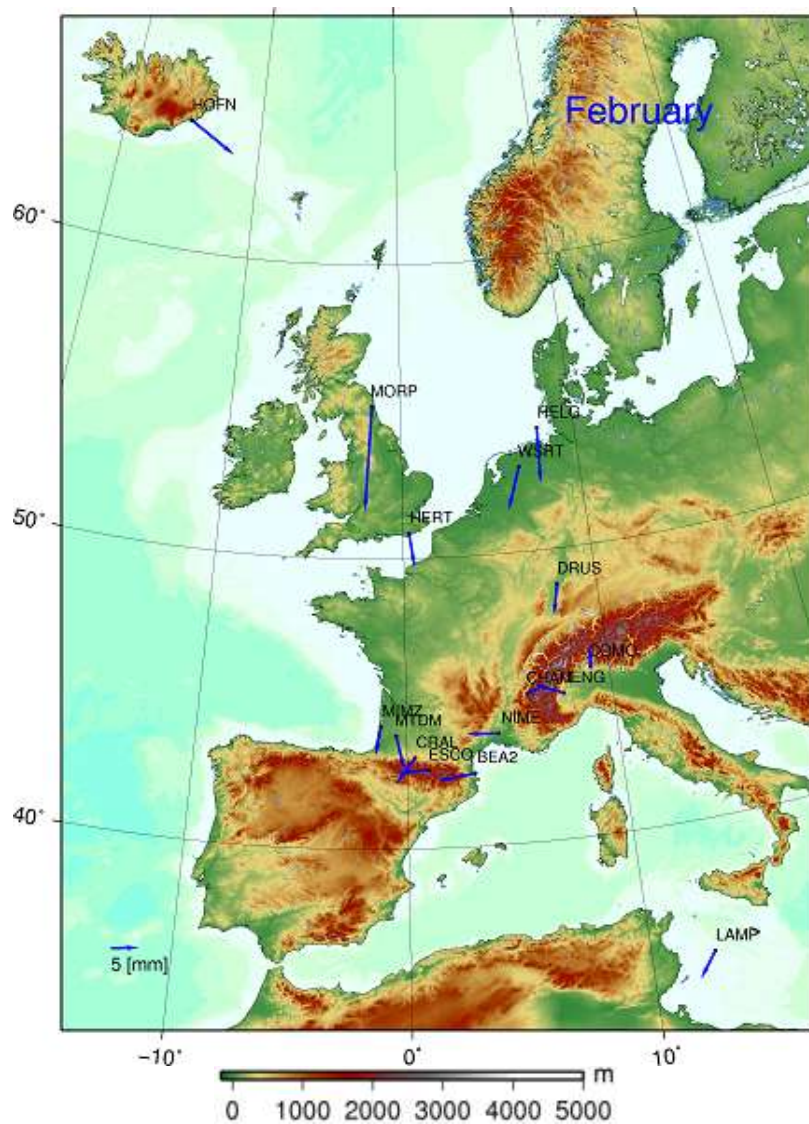 HOFN
February
60°
MORP
HELG
WSRT
50°
HERT
DRUS
COMO
CHAM
ENG
MIMZ
MTDM
NIME
CRAL
ESCO
BEA2
40°
LAMP
5 [mm]
−10°
0°
10°
m
0 1000 2000 3000 4000 5000